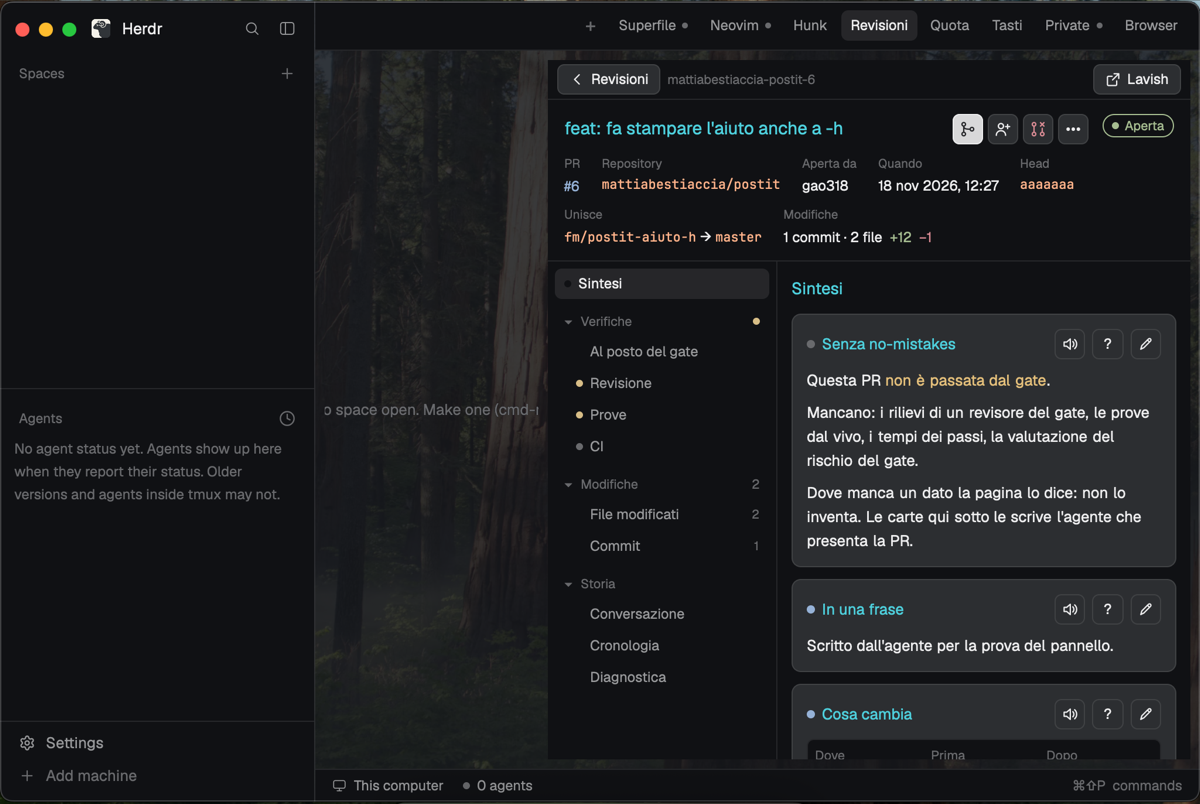 Herdr
Superfile
Neovim
Hunk
Revisioni
Quota
Tasti
Private
Browser
Spaces
Revisioni
mattiabestiaccia-postit-6
Lavish
feat: fa stampare l'aiuto anche a -h
Aperta
PR
Repository
Aperta da
Quando
Head
#6
mattiabestiaccia/postit
gao318
18 nov 2026, 12:27
aaaaaaa
Unisce
Modifiche
fm/postit-aiuto-h → master
1 commit · 2 file +12 −1
Sintesi
Verifiche
Al posto del gate
Revisione
Prove
CI
Modifiche 2
File modificati 2
Commit 1
Storia
Conversazione
Cronologia
Diagnostica
Sintesi
Senza no-mistakes
?
Questa PR non è passata dal gate.
Mancano: i rilievi di un revisore del gate, le prove
dal vivo, i tempi dei passi, la valutazione del
rischio del gate.
Dove manca un dato la pagina lo dice: non lo
inventa. Le carte qui sotto le scrive l'agente che
presenta la PR.
In una frase
?
Scritto dall'agente per la prova del pannello.
Cosa cambia
?
Dove
Prima
Dopo
o space open. Make one (cmd-
Agents
No agent status yet. Agents show up here
when they report their status. Older
versions and agents inside tmux may not.
Settings
Add machine
This computer
0 agents
⌘⇧P commands